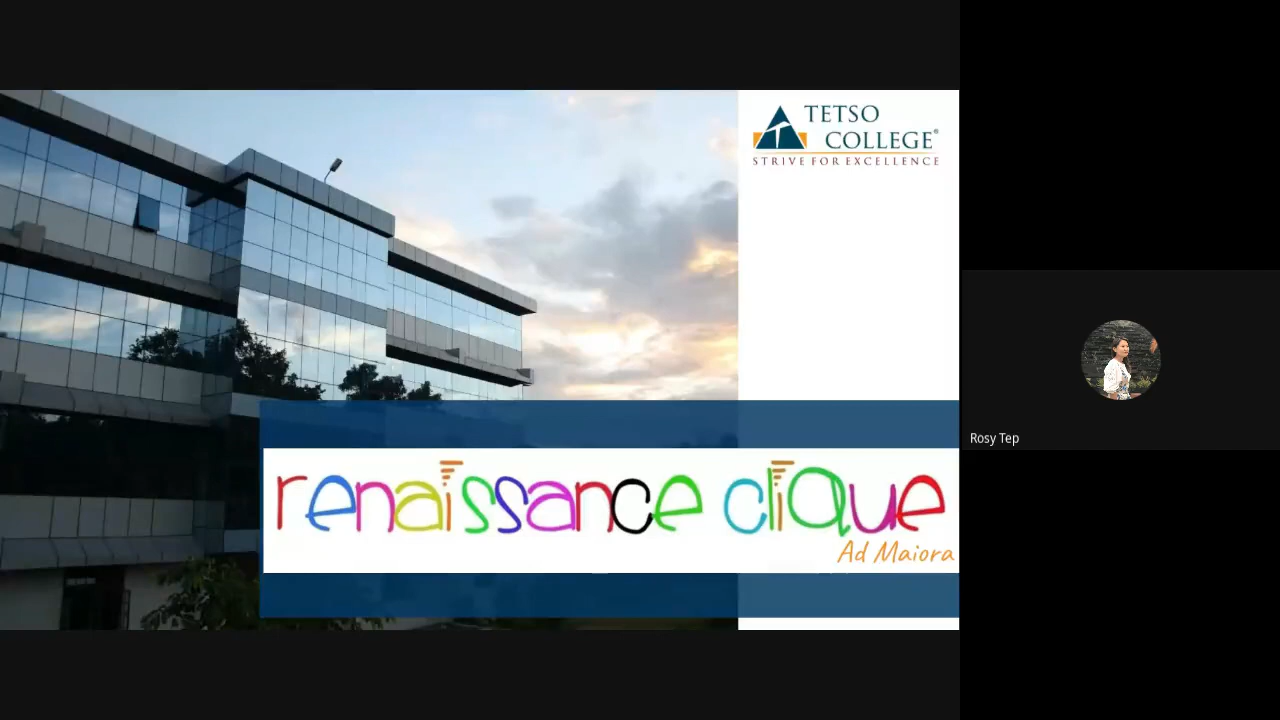 TETSO
COLLEGE®
STRIVE FOR EXCELLENCE
renaissance clique
Ad Maiora
Rosy Tep